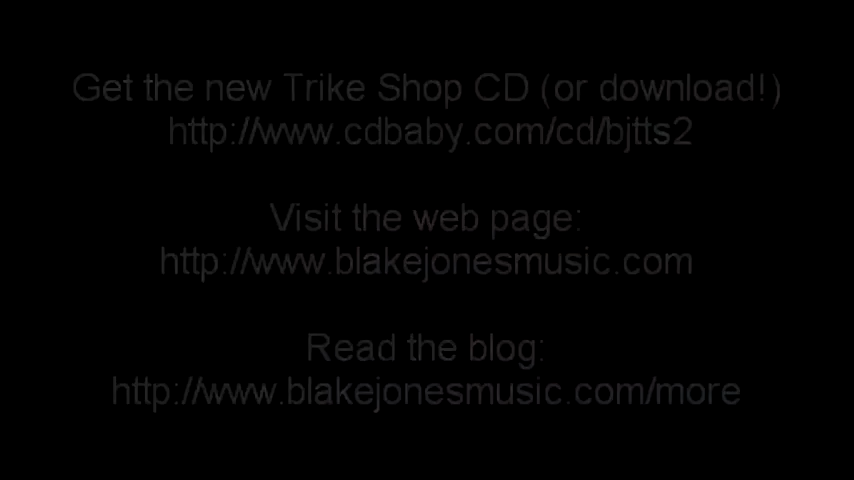 Get the new Trike Shop CD (or download!)
http://www.cdbaby.com/cd/bjtts2
Visit the web page:
http://www.blakejonesmusic.com
Read the blog:
http://www.blakejonesmusic.com/more